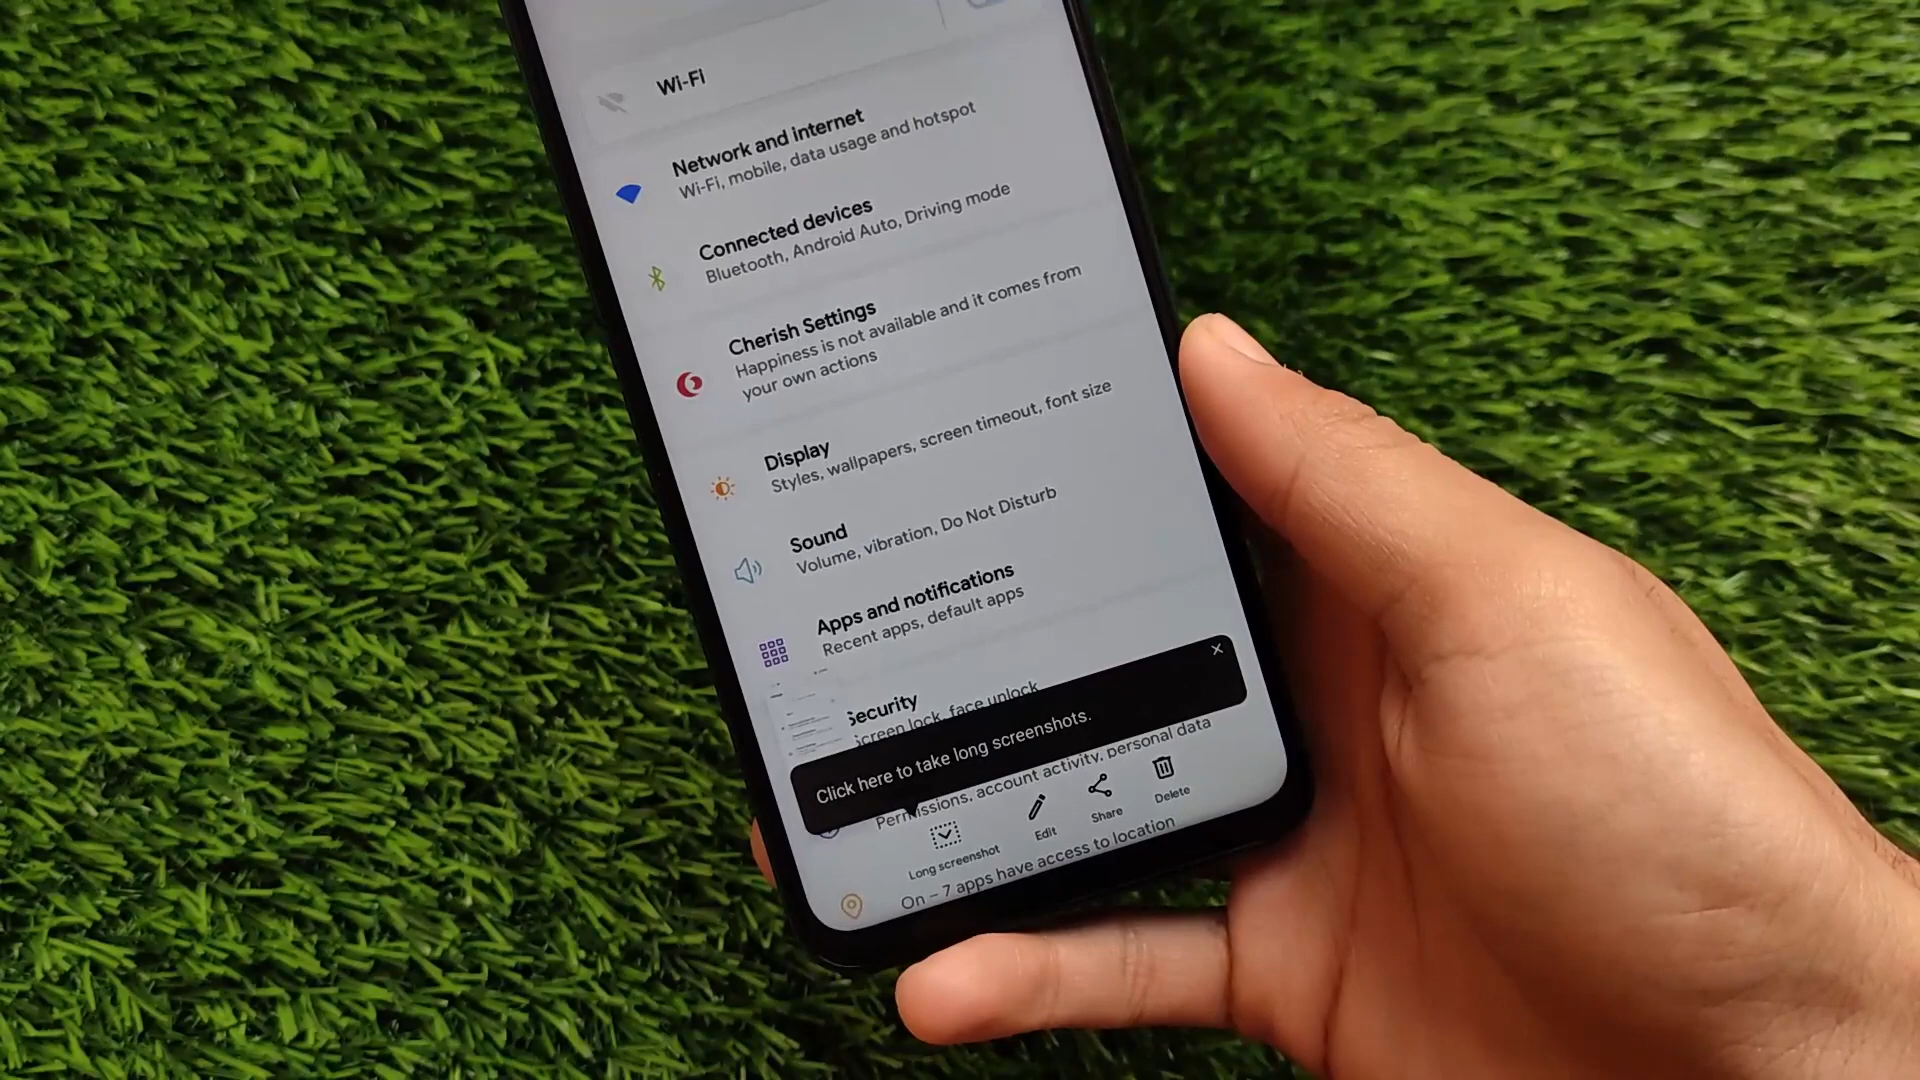 Wi-Fi
Network and internet
Wi-Fi, mobile, data usage and hotspot
Connected devices
Bluetooth, Android Auto, Driving mode
Cherish Settings
Happiness is not available and it comes from
your own actions
Display
Styles, wallpapers, screen timeout, font size
Sound
Volume, vibration, Do Not Disturb
Apps and notifications
Recent apps, default apps
Security
Screen lock, face unlock
Click here to take long screenshots.
Permissions, account activity, personal data
Long screenshot
Edit
Share
Delete
On – 7 apps have access to location